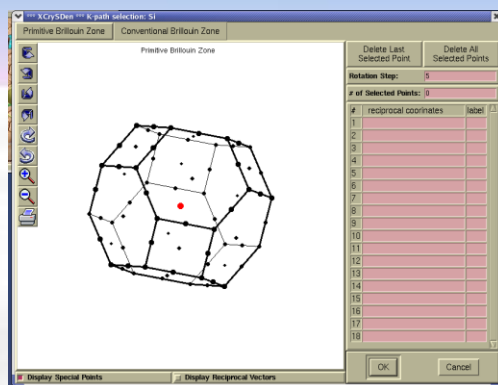 *** XCrySDen *** K-path selection: Si
Primitive Brillouin Zone
Conventional Brillouin Zone
Primitive Brillouin Zone
Delete Last
Selected Point
Delete All
Selected Points
Rotation Step: 5
# of Selected Points: 0
# reciprocal coorinates label
1
2
3
4
5
6
7
8
9
10
11
12
13
14
15
16
17
18
OK
Cancel
Display Special Points
Display Reciprocal Vectors